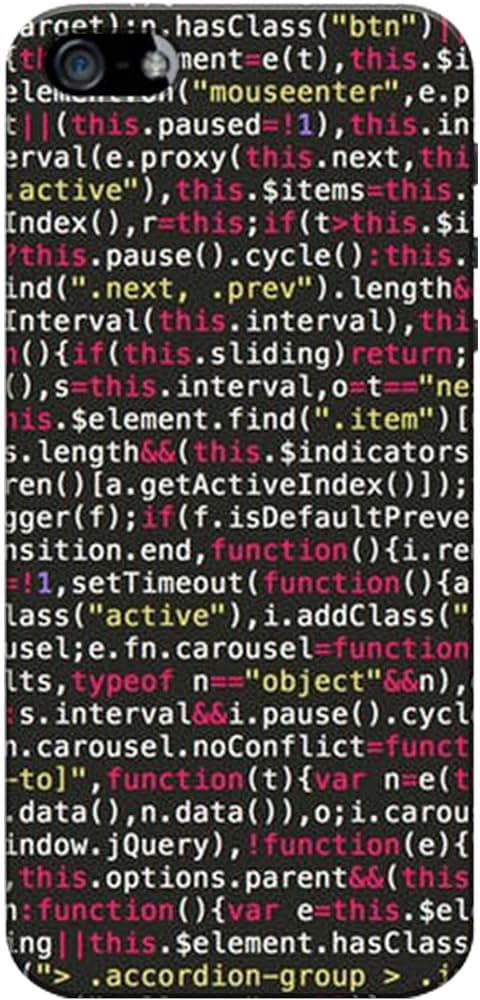 arget);n.hasClass("btn")||
{th ment=e(t),this.$i
elem on("mouseenter",e.p
t||(this.paused=!1),this.in
erval(e.proxy(this.next,thi
.active"),this.$items=this.
Index(),r=this;if(t>this.$i
?this.pause().cycle():this.
ind(".next, .prev").length&
Interval(this.interval),thi
n(){if(this.sliding)return;
(),s=this.interval,o=t=="ne
his.$element.find(".item")[
s.length&&(this.$indicators
ren()[a.getActiveIndex()]);
gger(f);if(f.isDefaultPreve
nsition.end,function(){i.re
=!1,setTimeout(function(){a
lass("active"),i.addClass("
usel;e.fn.carousel=function
lts,typeof n=="object"&&n),
:s.interval&&i.pause().cycl
n.carousel.noConflict=funct
-to]",function(t){var n=e(t
.data(),n.data()),o;i.carou
indow.jQuery),!function(e){
,this.options.parent&&(this
n:function(){var e=this.$el
ing||this.$element.hasClass
("> .accordion-group > .i